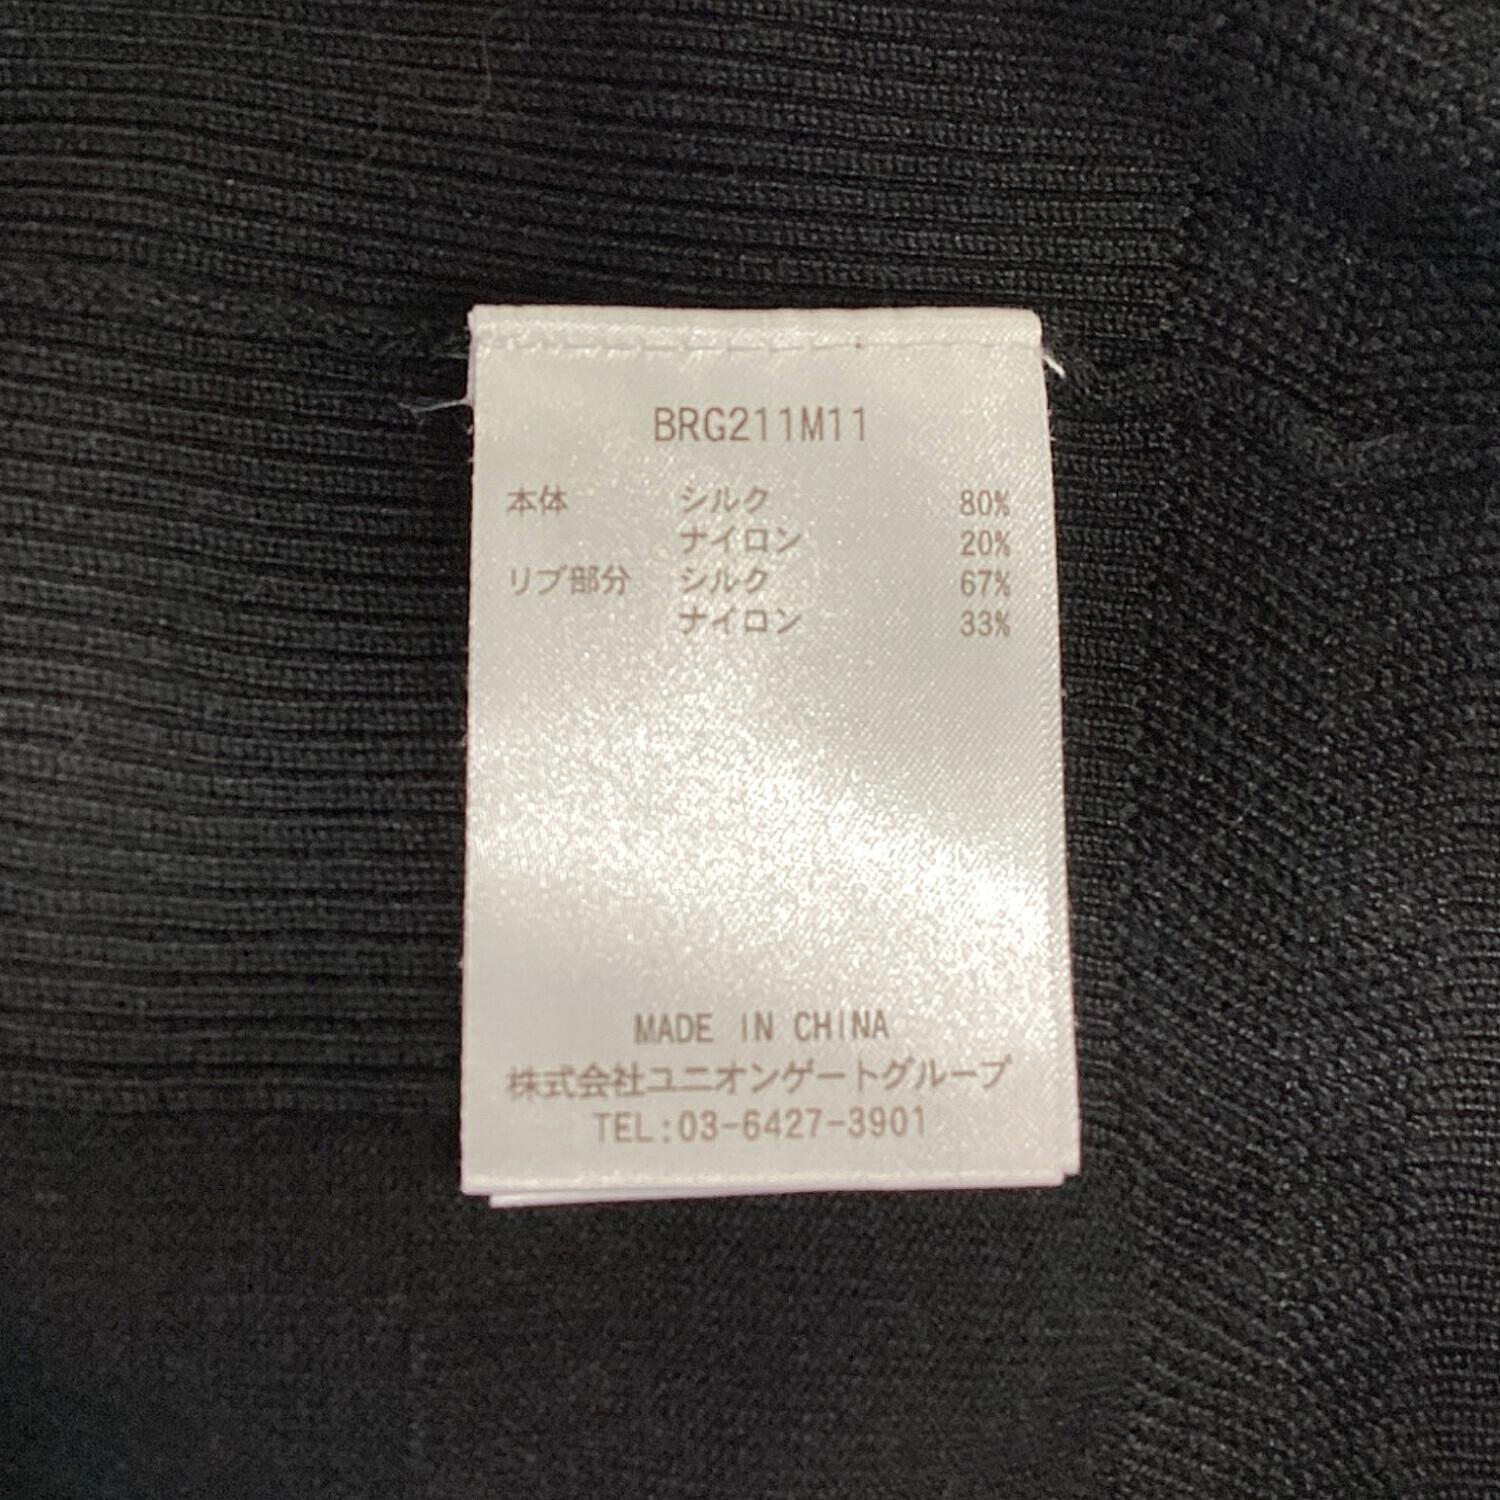 BRG211M11
本体 シルク 80%
ナイロン 20%
リブ部分 シルク 67%
ナイロン 33%
MADE IN CHINA
株式会社ユニオンゲートグループ
TEL:03-6427-3901